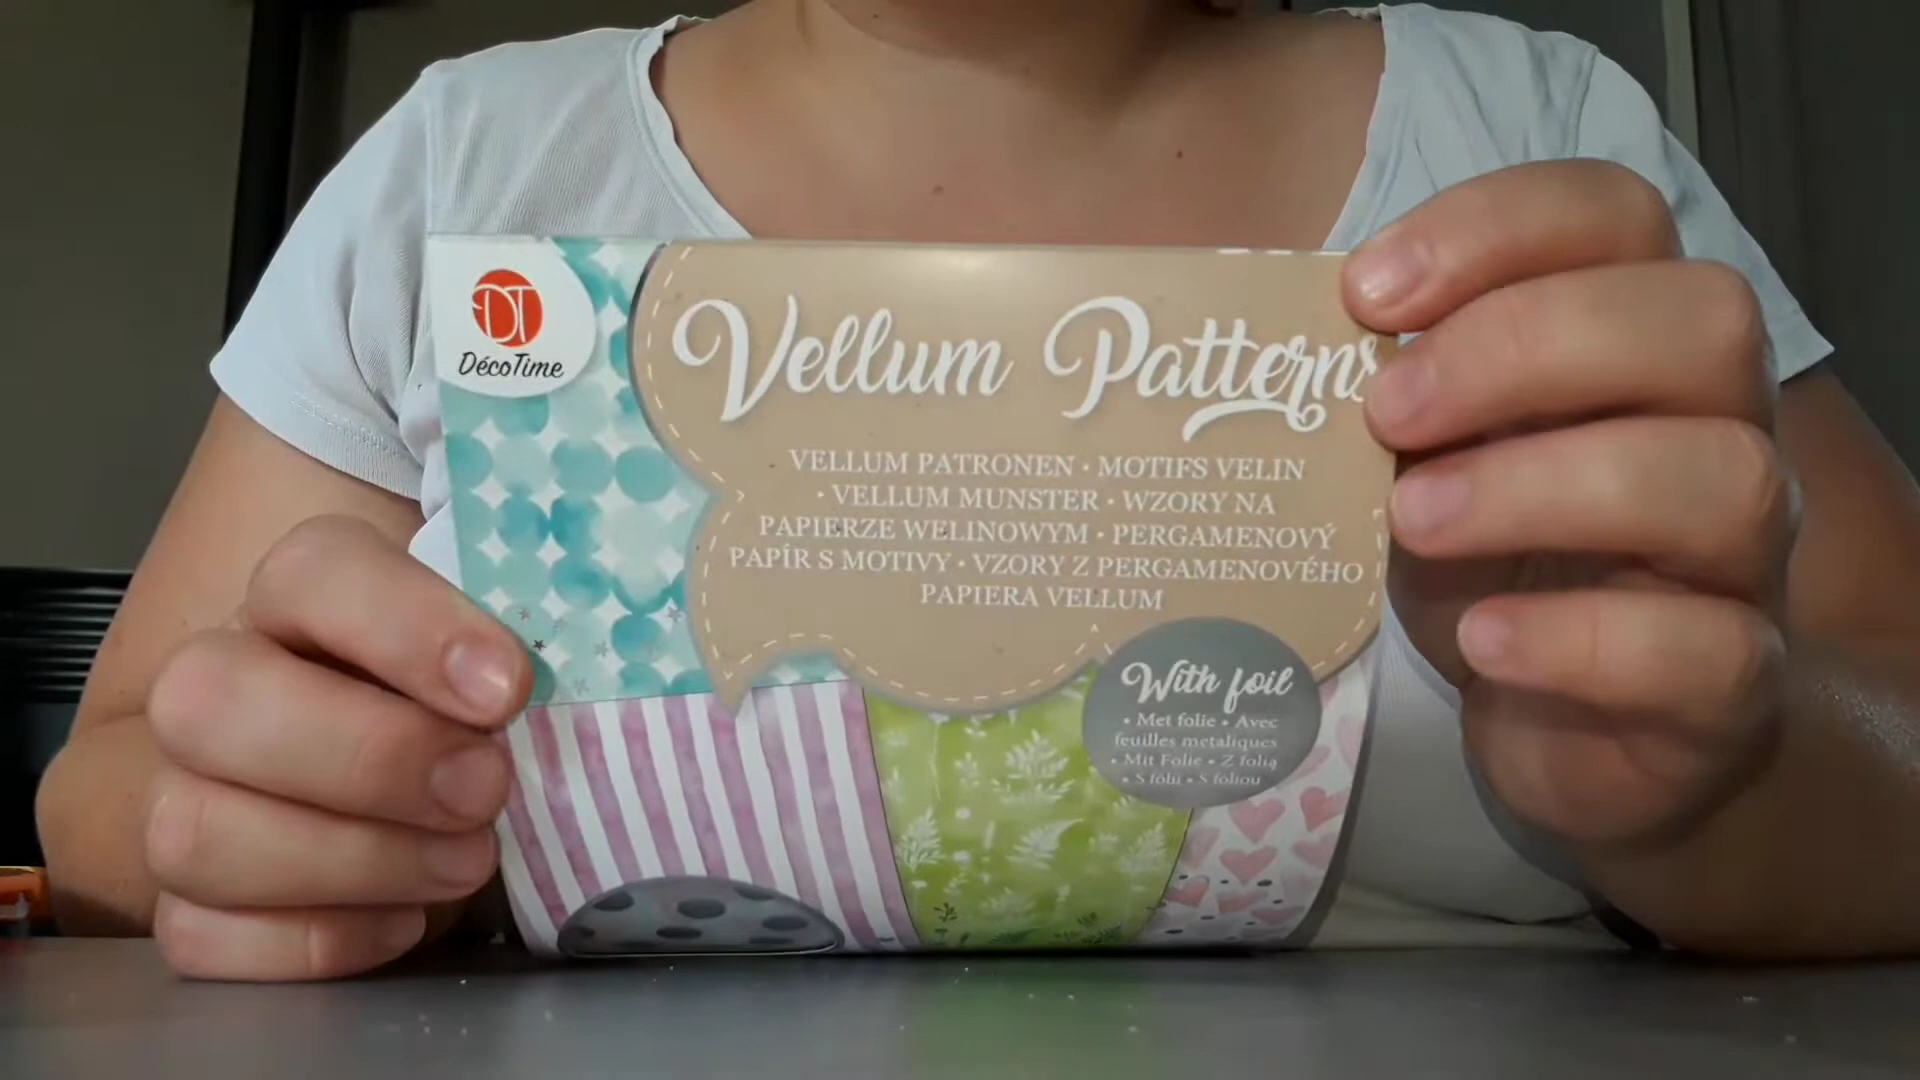 DT
DécoTime
Vellum Patterns
VELLUM PATRONEN • MOTIFS VELIN
• VELLUM MUNSTER • WZORY NA
PAPIERZE WELINOWYM • PERGAMENOVÝ
PAPÍR S MOTIVY • VZORY Z PERGAMENOVÉHO
PAPIERA VELLUM
With foil
• Met folie • Avec
feuilles metaliques
• Mit Folie • Z folią
• S fólií • S fóliou